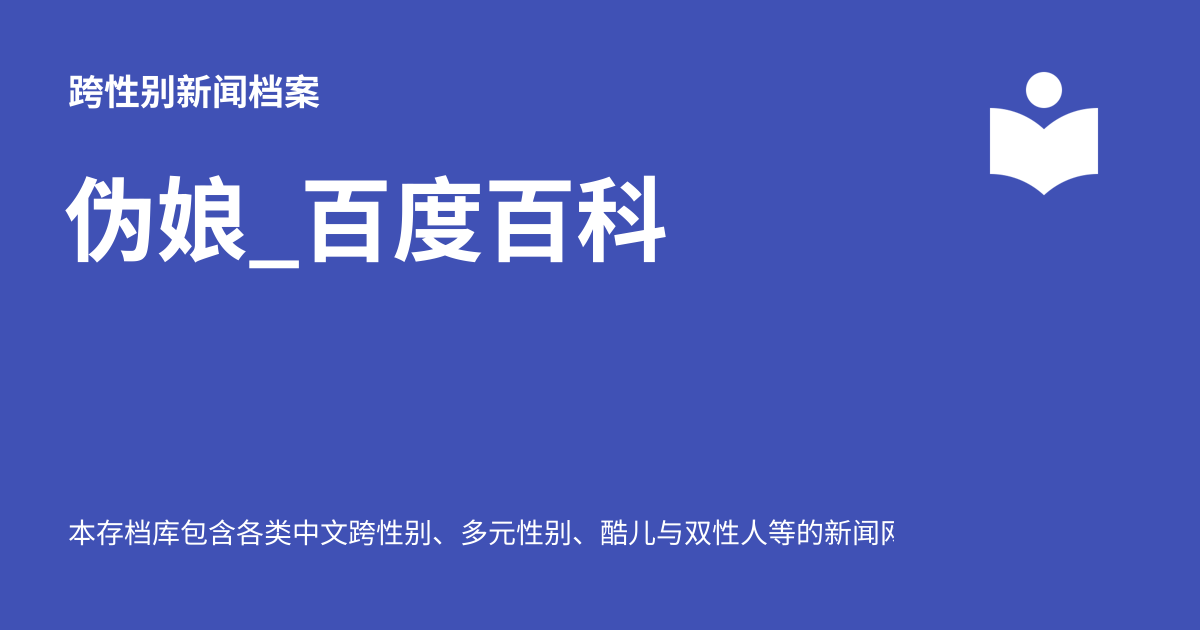 跨性别新闻档案
伪娘_百度百科
本存档库包含各类中文跨性别、多元性别、酷儿与双性人等的新闻